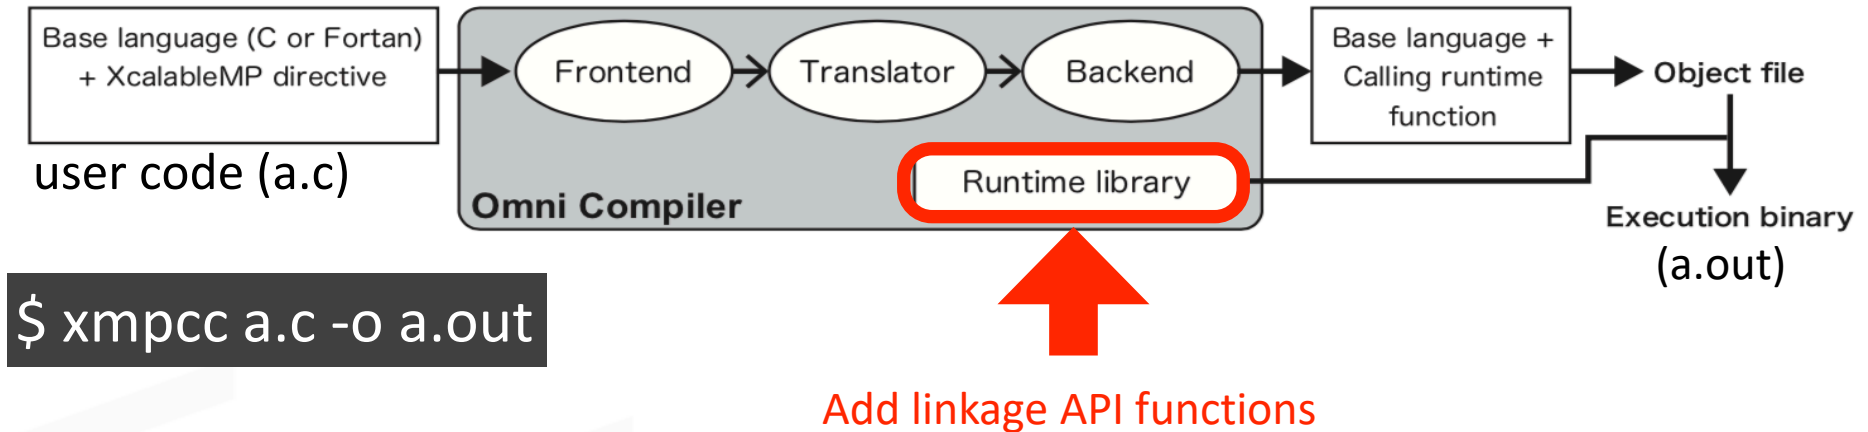 Base language (C or Fortan)
+ XcalableMP directive
user code (a.c)
Frontend
Translator
Backend
Runtime library
Omni Compiler
Base language +
Calling runtime
function
Object file
Execution binary
(a.out)
$ xmpcc a.c -o a.out
Add linkage API functions